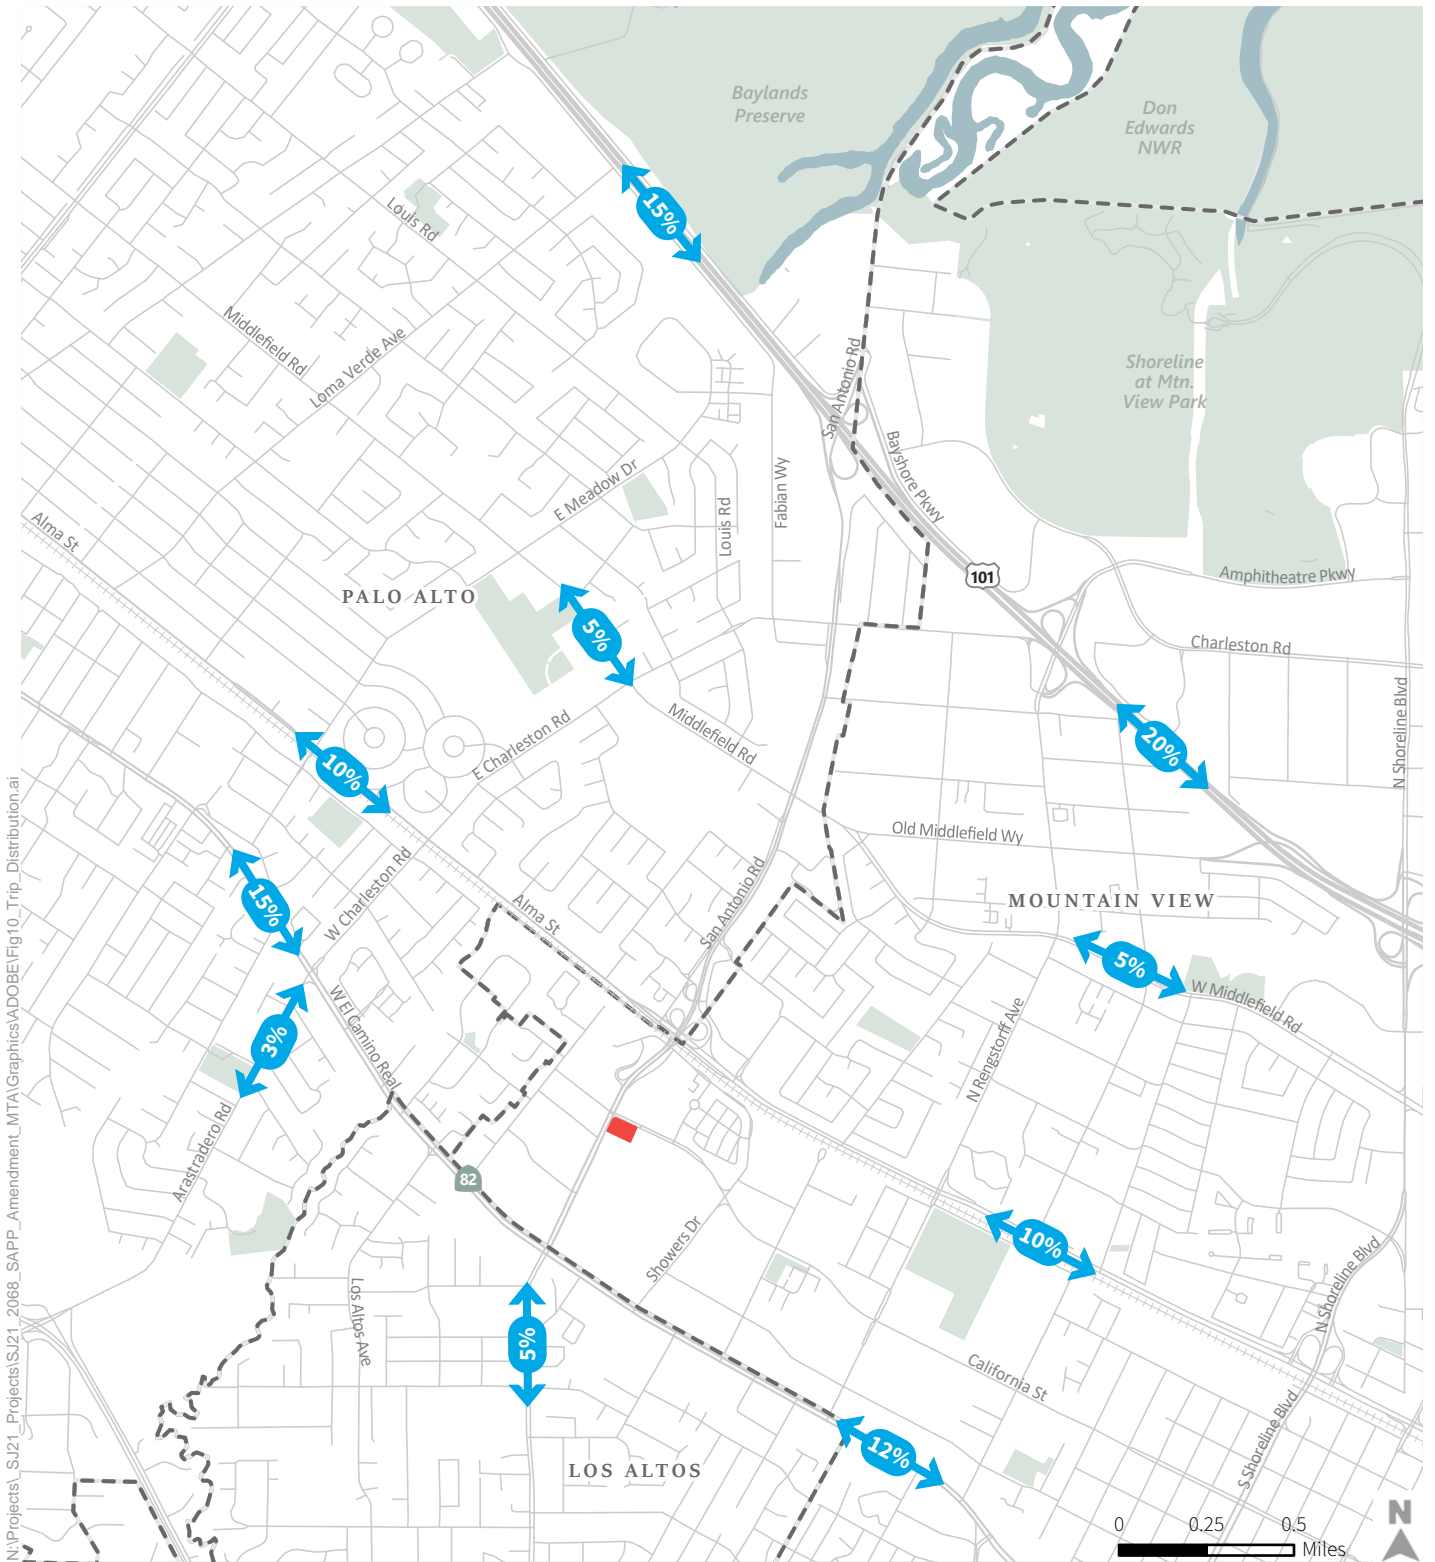 Baylands
Preserve
Don
Edwards
NWR
15%
Louis Rd
Middlefield Rd
Loma Verde Ave
San Antonio Rd
Shoreline
at Mtn.
View Park
Bayshore Pkwy
E Meadow Dr
Fabian Wy
Louis Rd
Alma St
101
Amphitheatre Pkwy
PALO ALTO
5%
Charleston Rd
N Shoreline Blvd
Middlefield Rd
E Charleston Rd
20%
10%
Old Middlefield Wy
W Charleston Rd
San Antonio Rd
15%
MOUNTAIN VIEW
Alma St
5%
W Middlefield Rd
W El Camino Real
N Rengstorff Ave
3%
Arastradero Rd
82
Showers Dr
10%
N Shoreline Blvd
Los Altos Ave
5%
California St
S Shoreline Blvd
12%
LOS ALTOS
N
0 0.25 0.5
Miles
N:\Projects\_SJ21_Projects\SJ21_2068_SAPP_Amendment_MTA\Graphics\ADOBE\Fig10_Trip_Distribution.ai